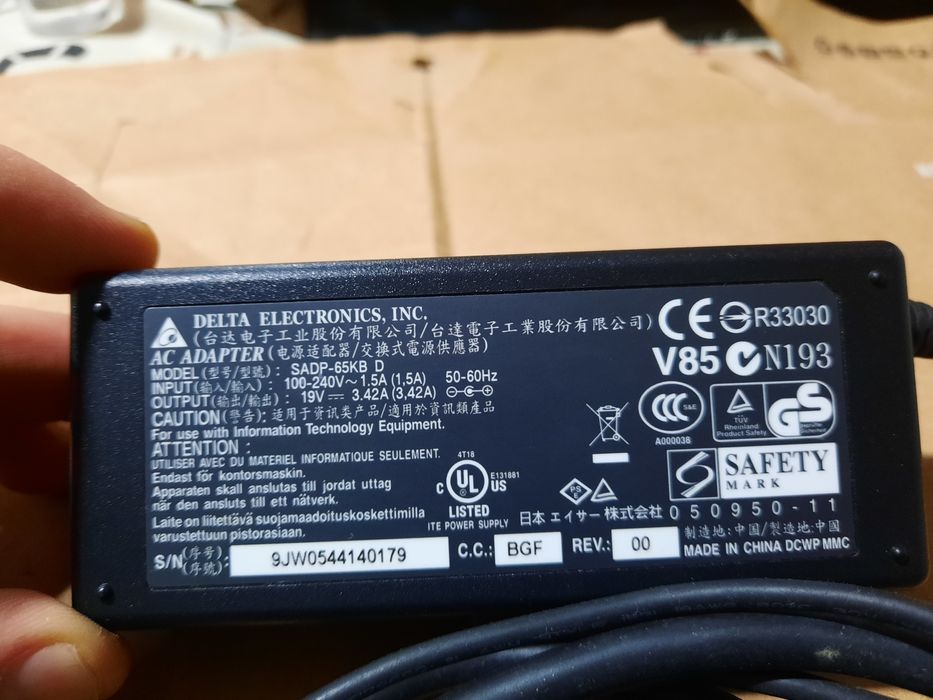 DELTA ELECTRONICS, INC.
(台达电子工业股份有限公司/台達電子工業股份有限公司)
AC ADAPTER (电源适配器/交換式電源供應器)
MODEL (型号/型號): SADP-65KB D
INPUT (输入/輸入): 100-240V~1.5A (1,5A) 50-60Hz
OUTPUT (输出/輸出): 19V 3.42A (3,42A)
CAUTION (警告): 适用于资讯类产品/適用於資訊類產品
For use with Information Technology Equipment.
ATTENTION :
UTILISER AVEC DU MATERIEL INFORMATIQUE SEULEMENT.
Endast för kontorsmaskin.
Apparaten skall anslutas till jordat uttag
när den ansluts till ett nätverk.
Laite on liitettävä suojamaadoituskoskettimilla
varustettuun pistorasiaan.
S/N(序号)(序號): 9JW0544140179
C.C.: BGF
REV.: 00
CE R33030
V85 N193
CCC S&E
A000038
TÜV
Rheinland
Product Safety
GS
4T18
c UL US
E131881
LISTED
ITE POWER SUPPLY
PS E
SAFETY
MARK
日本 エイサー 株式会社 050950-11
制造地:中国/製造地:中國
MADE IN CHINA DCWP MMC